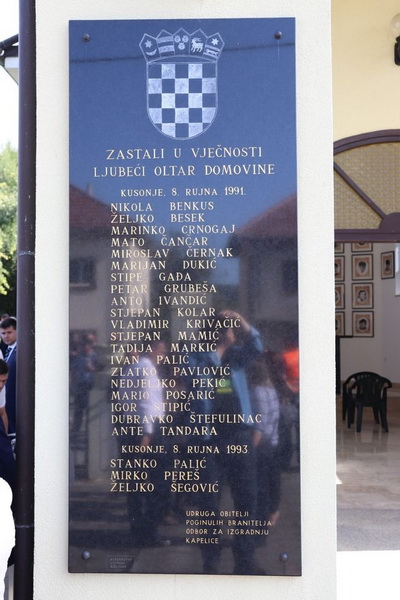 ZASTALI U VJEČNOSTI
LJUBEĆI OLTAR DOMOVINE
KUSONJE, 8. RUJNA 1991.
NIKOLA BENKUS
ŽELJKO BESEK
MARINKO CRNOGAJ
MATO ČANČAR
MIROSLAV ČERNAK
MARIJAN DUKIĆ
STIPE GAĐA
PETAR GRUBEŠA
ANTO IVANDIĆ
STJEPAN KOLAR
VLADIMIR KRIVAČIĆ
STJEPAN MAMIĆ
TADIJA MARKIĆ
IVAN PALIĆ
ZLATKO PAVLOVIĆ
NEDJELJKO PEKIĆ
MARIO POSARIĆ
IGOR STIPIĆ
DUBRAVKO ŠTEFULINAC
ANTE TANDARA
KUSONJE, 8. RUJNA 1993
STANKO PALIĆ
MIRKO PEREŠ
ŽELJKO ŠEGOVIĆ
UDRUGA OBITELJI
POGINULIH BRANITELJA
ODBOR ZA IZGRADNJU
KAPELICE